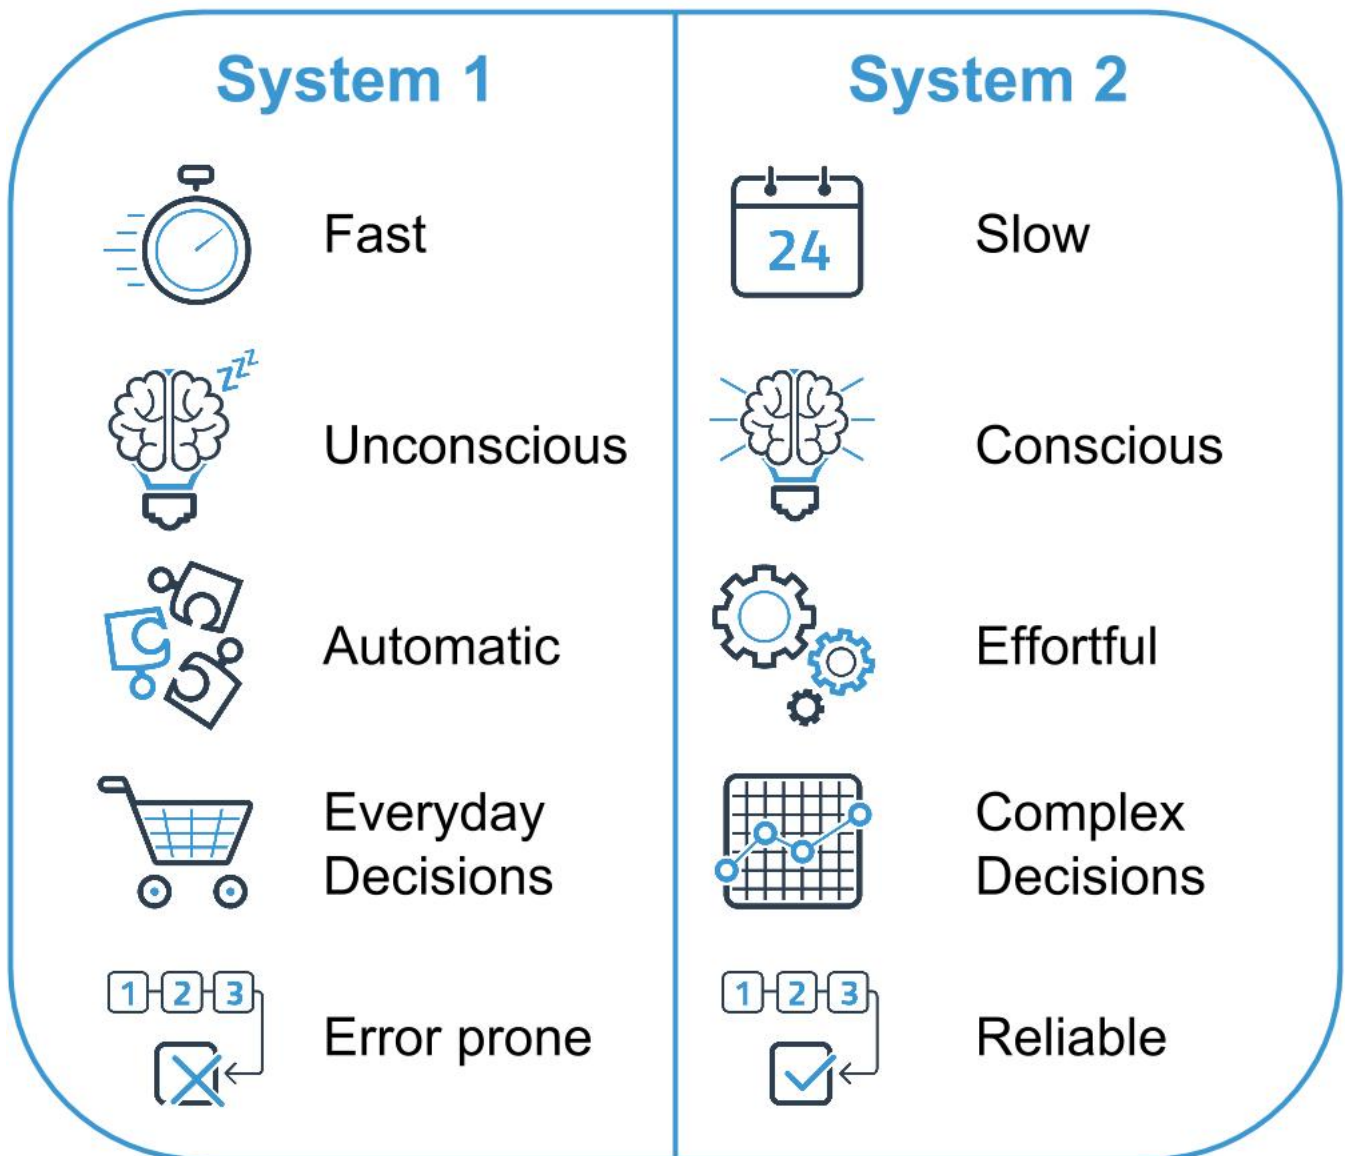 System 1
Fast
zzz
Unconscious
Automatic
Everyday
Decisions
1 2 3
Error prone
System 2
24
Slow
Conscious
Effortful
Complex
Decisions
1 2 3
Reliable